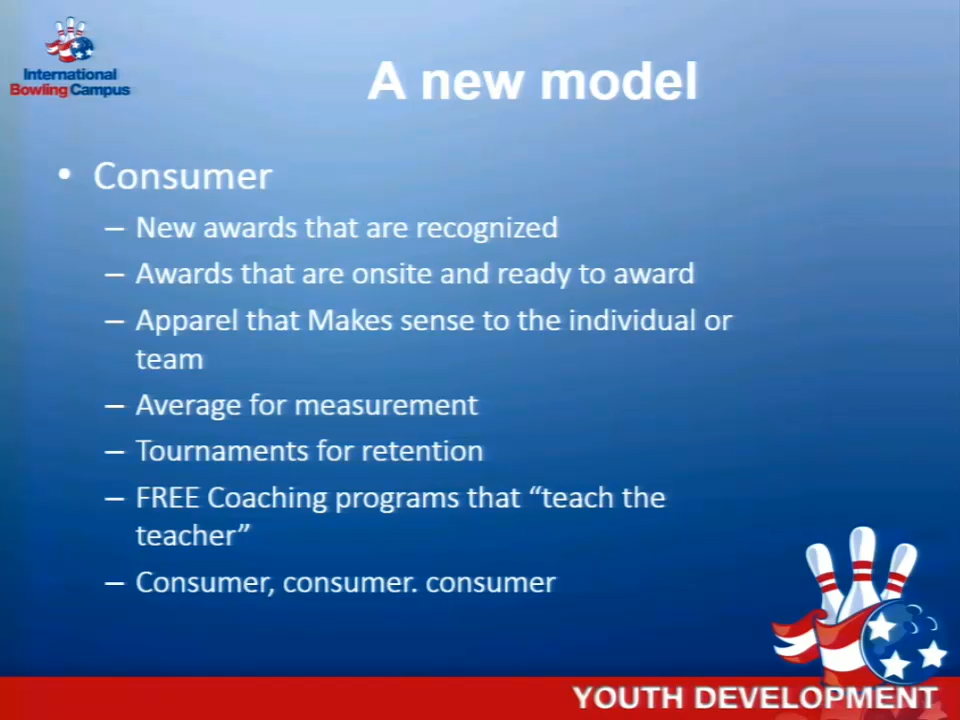 International
Bowling Campus
A new model
• Consumer
– New awards that are recognized
– Awards that are onsite and ready to award
– Apparel that Makes sense to the individual or
team
– Average for measurement
– Tournaments for retention
– FREE Coaching programs that “teach the
teacher”
– Consumer, consumer. consumer
YOUTH DEVELOPMENT